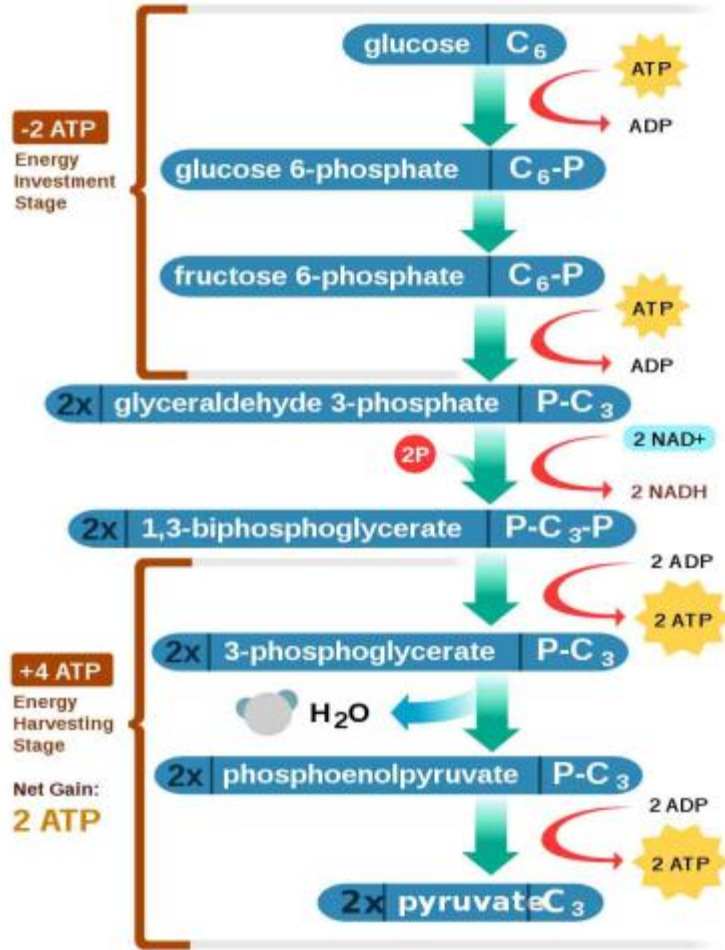 glucose C6
ATP
ADP
-2 ATP
Energy
Investment
Stage
glucose 6-phosphate C6-P
fructose 6-phosphate C6-P
ATP
ADP
2x glyceraldehyde 3-phosphate P-C3
2P
2 NAD+
2 NADH
2x 1,3-biphosphoglycerate P-C3-P
2 ADP
2 ATP
2x 3-phosphoglycerate P-C3
+4 ATP
Energy
Harvesting
Stage
H2O
2x phosphoenolpyruvate P-C3
Net Gain:
2 ATP
2 ADP
2 ATP
2x pyruvate C3